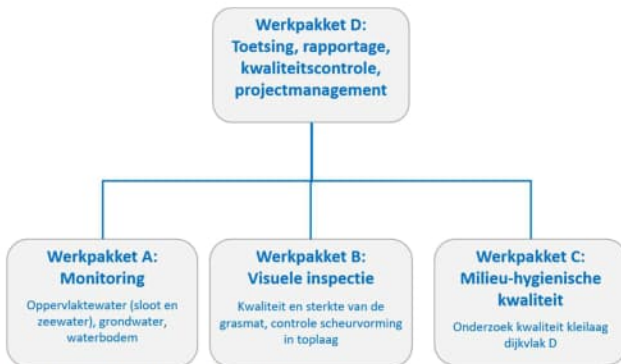 Werkpakket D:
Toetsing, rapportage,
kwaliteitscontrole,
projectmanagement
Werkpakket A:
Monitoring
Oppervlaktewater (sloot en
zeewater), grondwater,
waterbodem
Werkpakket B:
Visuele inspectie
Kwaliteit en sterkte van de
grasmat, controle scheurvorming
in toplaag
Werkpakket C:
Milieu-hygienische
kwaliteit
Onderzoek kwaliteit kleilaag
dijkvlak D